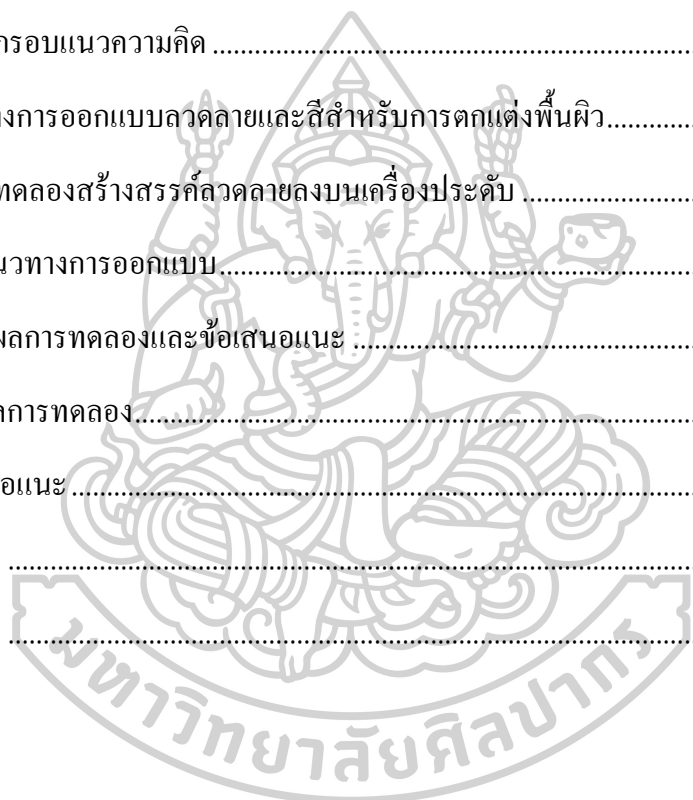 กรอบแนวความคิด ................................................................
างการออกแบบลวดลายและสีสำหรับการตกแต่งพื้นผิว............
ทดลองสร้างสรรค์ลวดลายลงบนเครื่องประดับ ........................
นวทางการออกแบบ................................................................
ผลการทดลองและข้อเสนอแนะ ..............................................
ลการทดลอง...........................................................................
อแนะ ....................................................................................
.............................................................................................
.............................................................................................
มหาวิทยาลัยศิลปากร